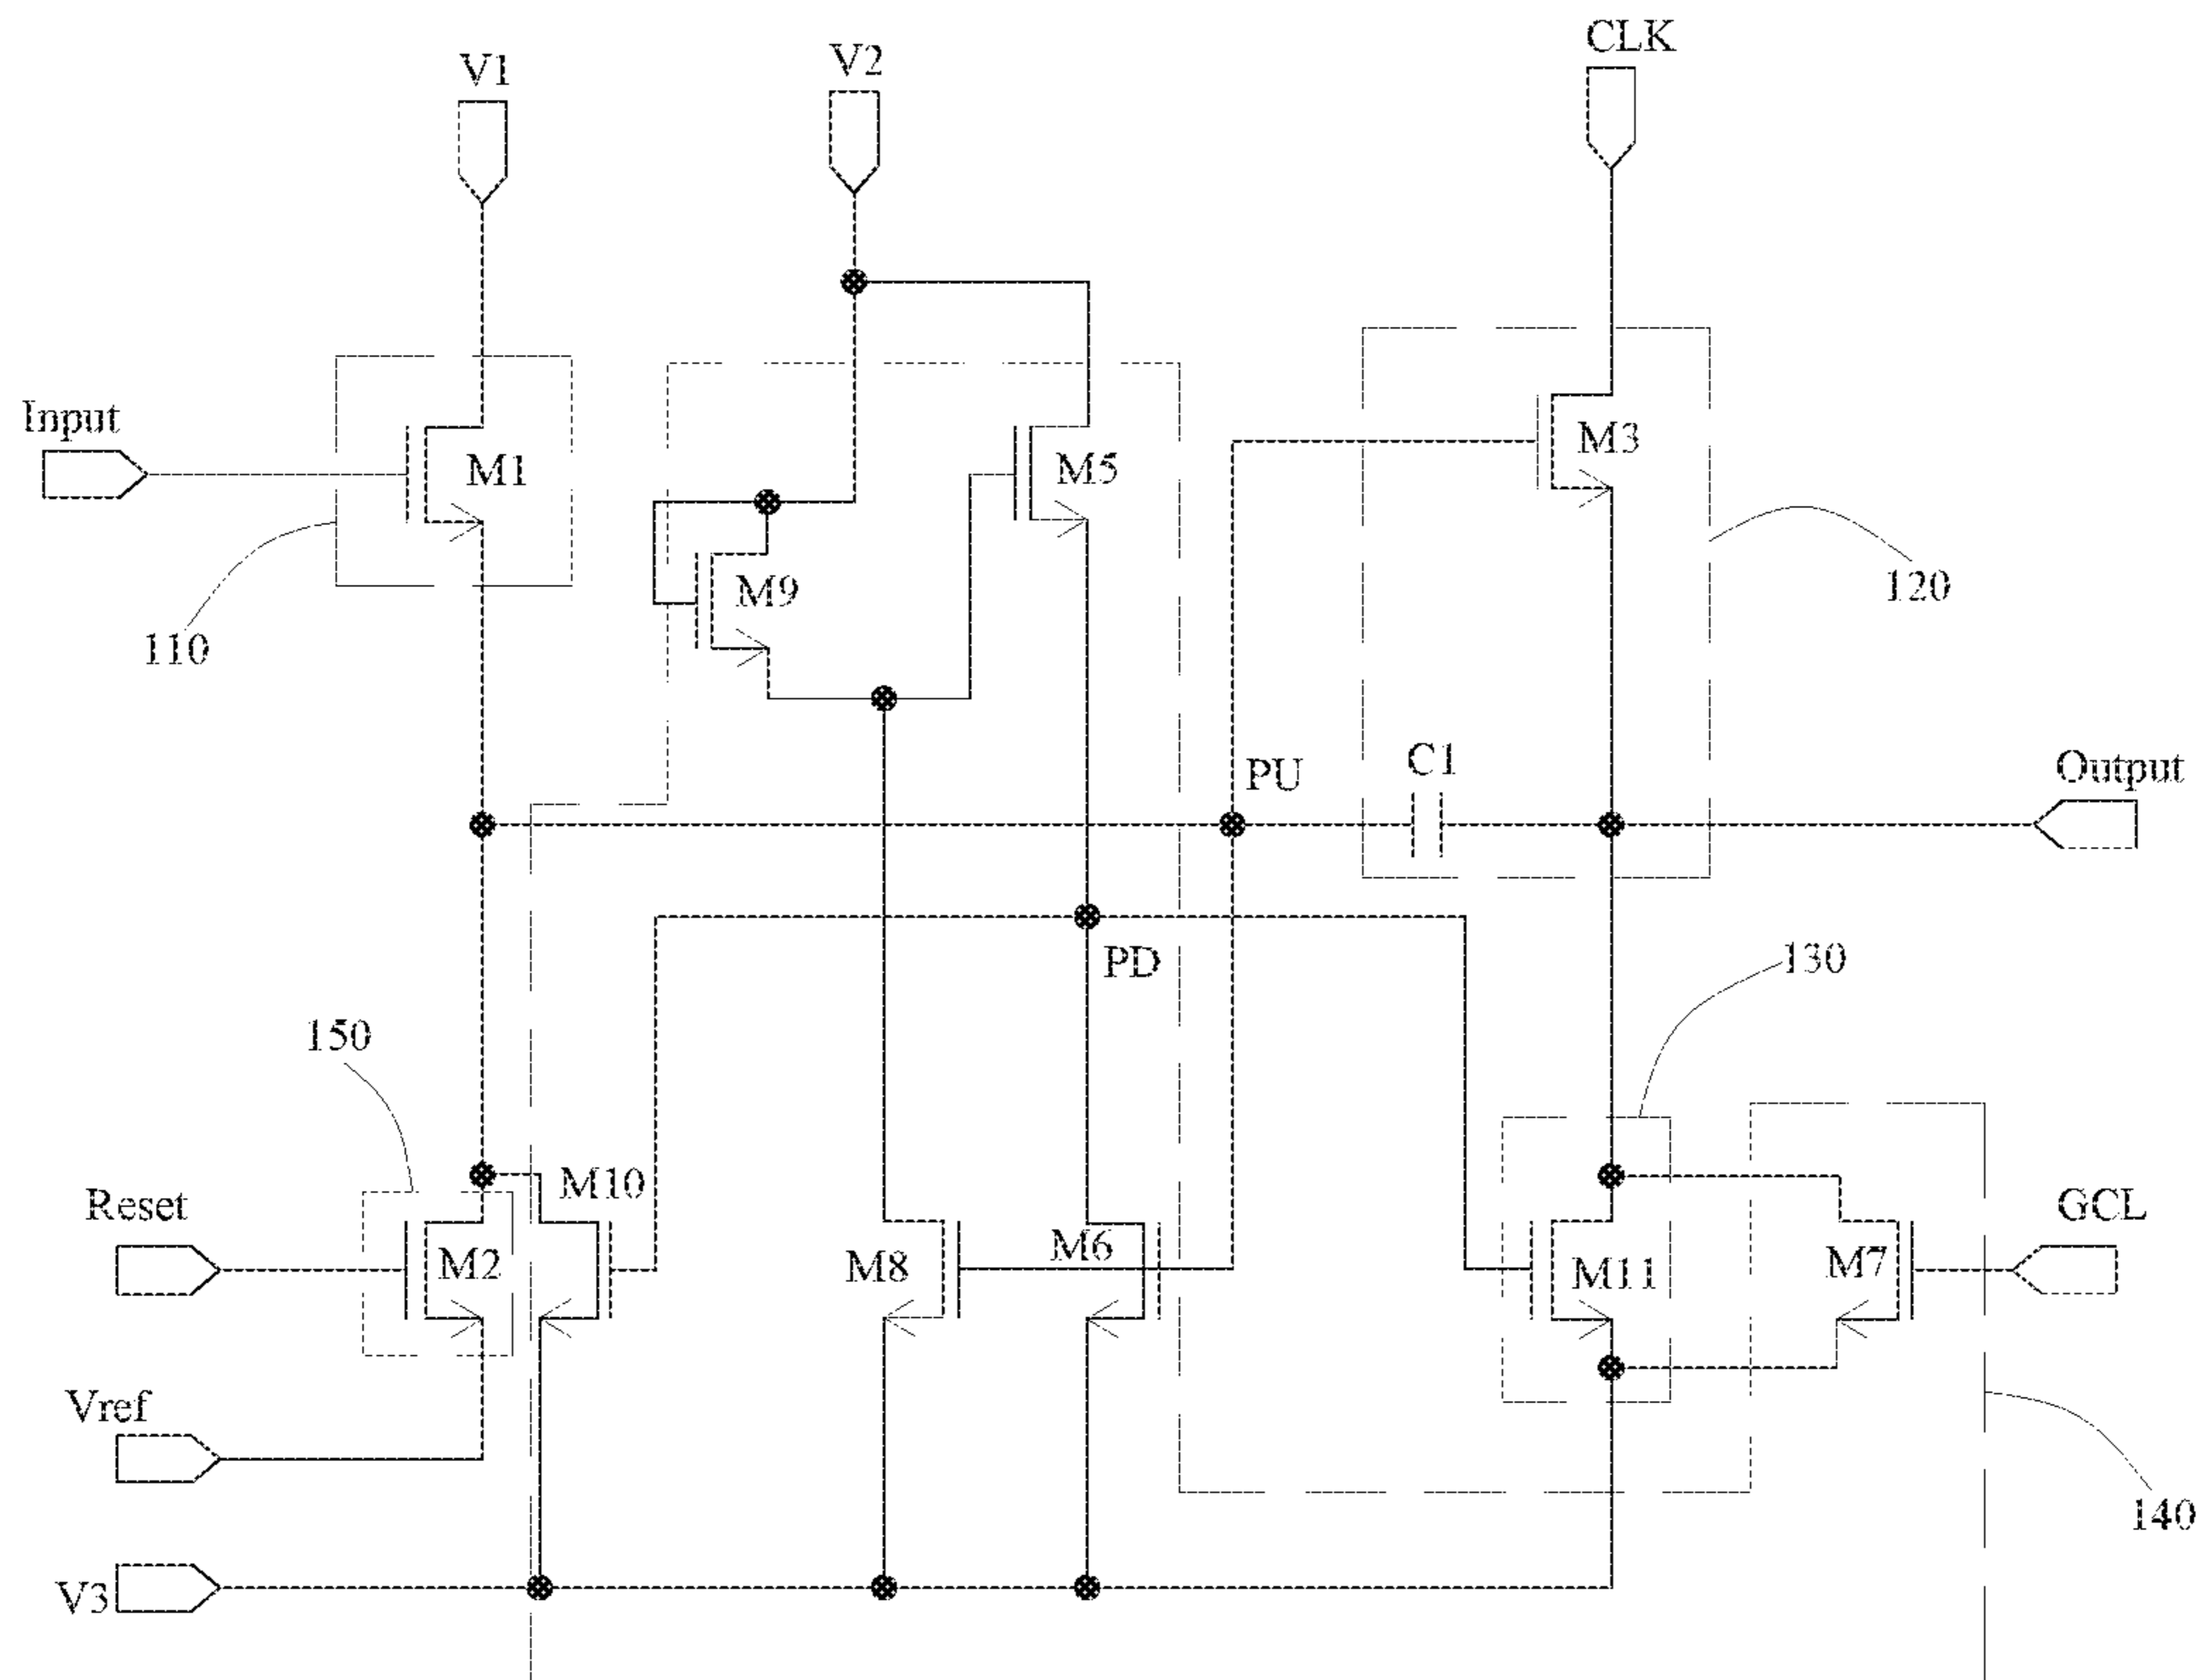 CLK
V1
V2
Input
M1
M5
M3
M9
110
120
PU
C1
Output
PD
130
150
Reset
M2
M10
M8
M6
M11
M7
GCL
Vref
V3
140